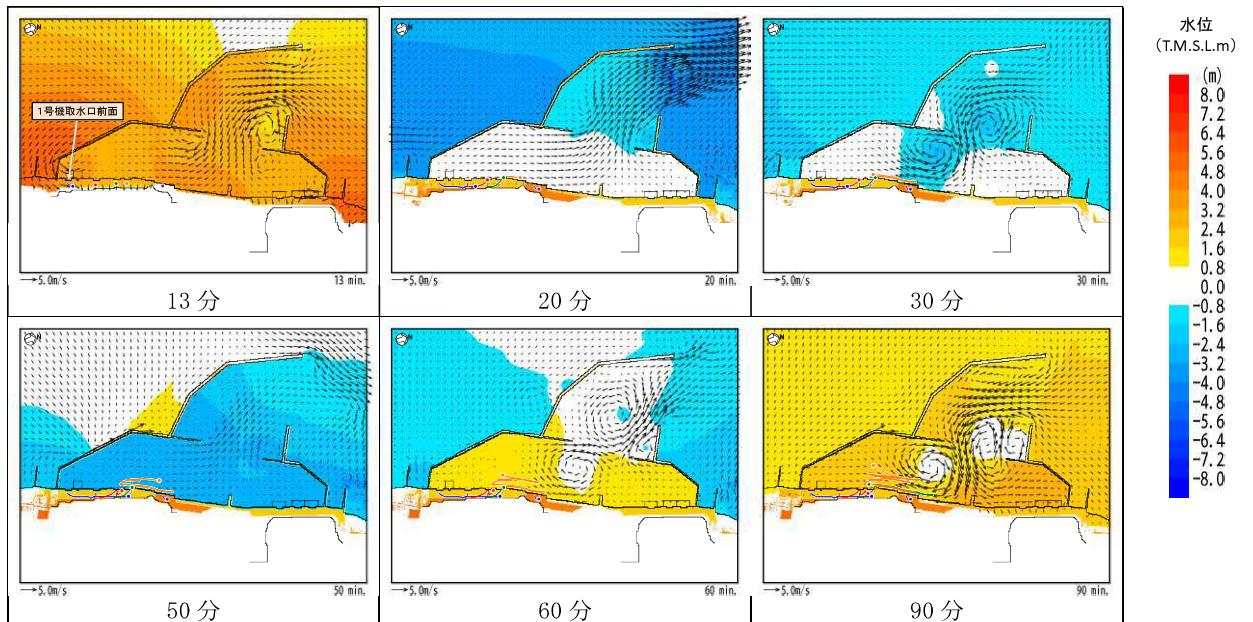 水位
(T.M.S.L.m)
(m)
8.0
7.2
6.4
5.6
4.8
4.0
3.2
2.4
1.6
0.8
0.0
-0.8
-1.6
-2.4
-3.2
-4.0
-4.8
-5.6
-6.4
-7.2
-8.0
N
1号機取水口前面
5.0m/s
13 min.
13分
N
5.0m/s
20 min.
20分
N
5.0m/s
30 min.
30分
N
5.0m/s
50 min.
50分
N
5.0m/s
60 min.
60分
N
5.0m/s
90 min.
90分